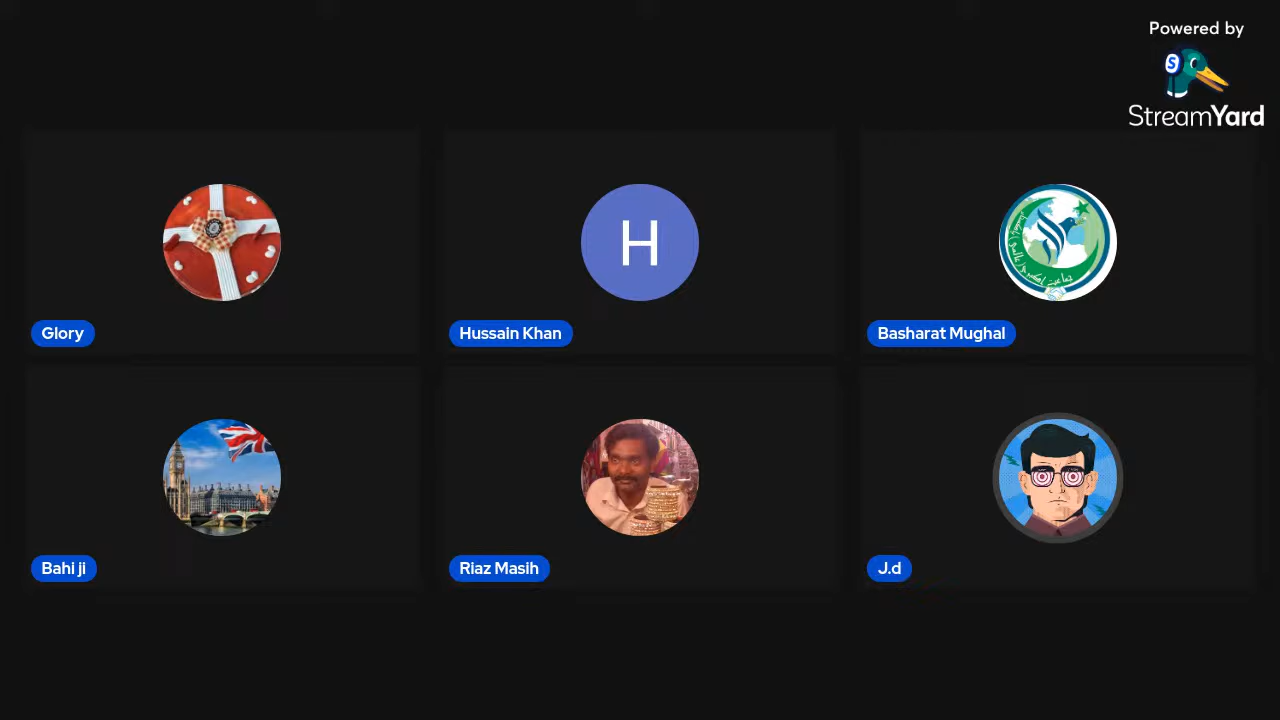 Powered by
S
StreamYard
H
Glory
Hussain Khan
Basharat Mughal
Bahi ji
Riaz Masih
J.d